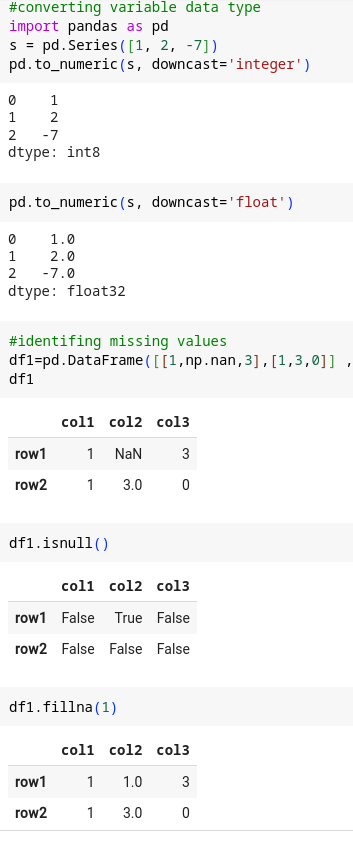 #converting variable data type
import pandas as pd
s = pd.Series([1, 2, -7])
pd.to_numeric(s, downcast='integer')
0 1
1 2
2 -7
dtype: int8
pd.to_numeric(s, downcast='float')
0 1.0
1 2.0
2 -7.0
dtype: float32
#identifing missing values
df1=pd.DataFrame([[1,np.nan,3],[1,3,0]] ,
df1
col1 col2 col3
row1 1 NaN 3
row2 1 3.0 0
df1.isnull()
col1 col2 col3
row1 False True False
row2 False False False
df1.fillna(1)
col1 col2 col3
row1 1 1.0 3
row2 1 3.0 0